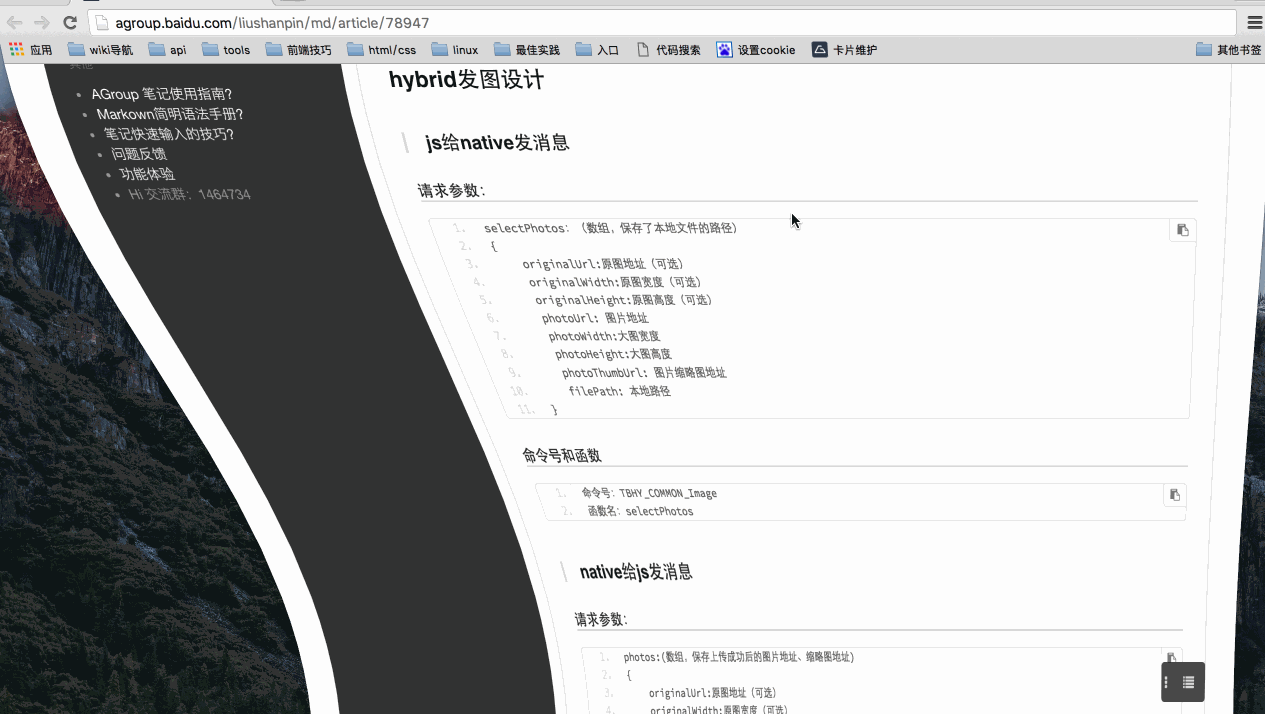 agroup.baidu.com/liushanpin/md/article/78947
应用 wiki导航 api tools 前端技巧 html/css linux 最佳实践 入口 代码搜索 设置cookie 卡片维护 其他书签
其他
AGroup 笔记使用指南?
Markown简明语法手册?
笔记快速输入的技巧?
问题反馈
功能体验
Hi 交流群：1464734
hybrid发图设计
js给native发消息
请求参数:
1. selectPhotos: （数组，保存了本地文件的路径）
2. {
3. originalUrl:原图地址（可选）
4. originalWidth:原图宽度（可选）
5. originalHeight:原图高度（可选）
6. photoUrl: 图片地址
7. photoWidth:大图宽度
8. photoHeight:大图高度
9. photoThumbUrl: 图片缩略图地址
10. filePath: 本地路径
11. }
命令号和函数
1. 命令号: TBHY_COMMON_Image
2. 函数名: selectPhotos
native给js发消息
请求参数:
1. photos:(数组，保存上传成功后的图片地址、缩略图地址)
2. {
3. originalUrl:原图地址（可选）
4. originalWidth:原图宽度（可选）